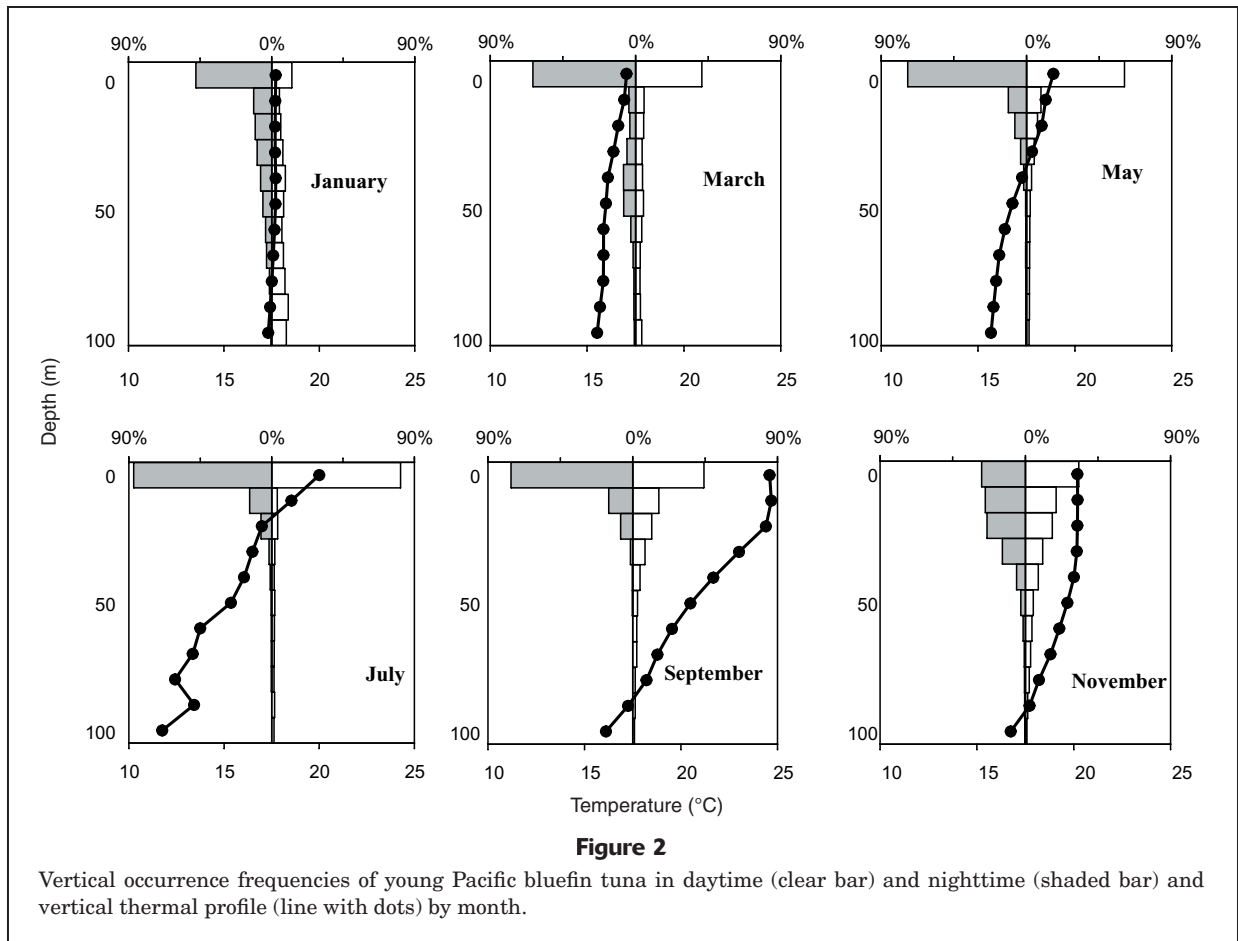 90% 0% 90% 90% 0% 90% 90% 0% 90%
0 0 0
January March May
50 50 50
100 100 100
10 15 20 25 10 15 20 25 10 15 20 25
Depth (m)
90% 0% 90% 90% 0% 90% 90% 0% 90%
0 0 0
50 50 50
July September November
100 100 100
10 15 20 25 10 15 20 25 10 15 20 25
Temperature (°C)
Figure 2
Vertical occurrence frequencies of young Pacific bluefin tuna in daytime (clear bar) and nighttime (shaded bar) and
vertical thermal profile (line with dots) by month.